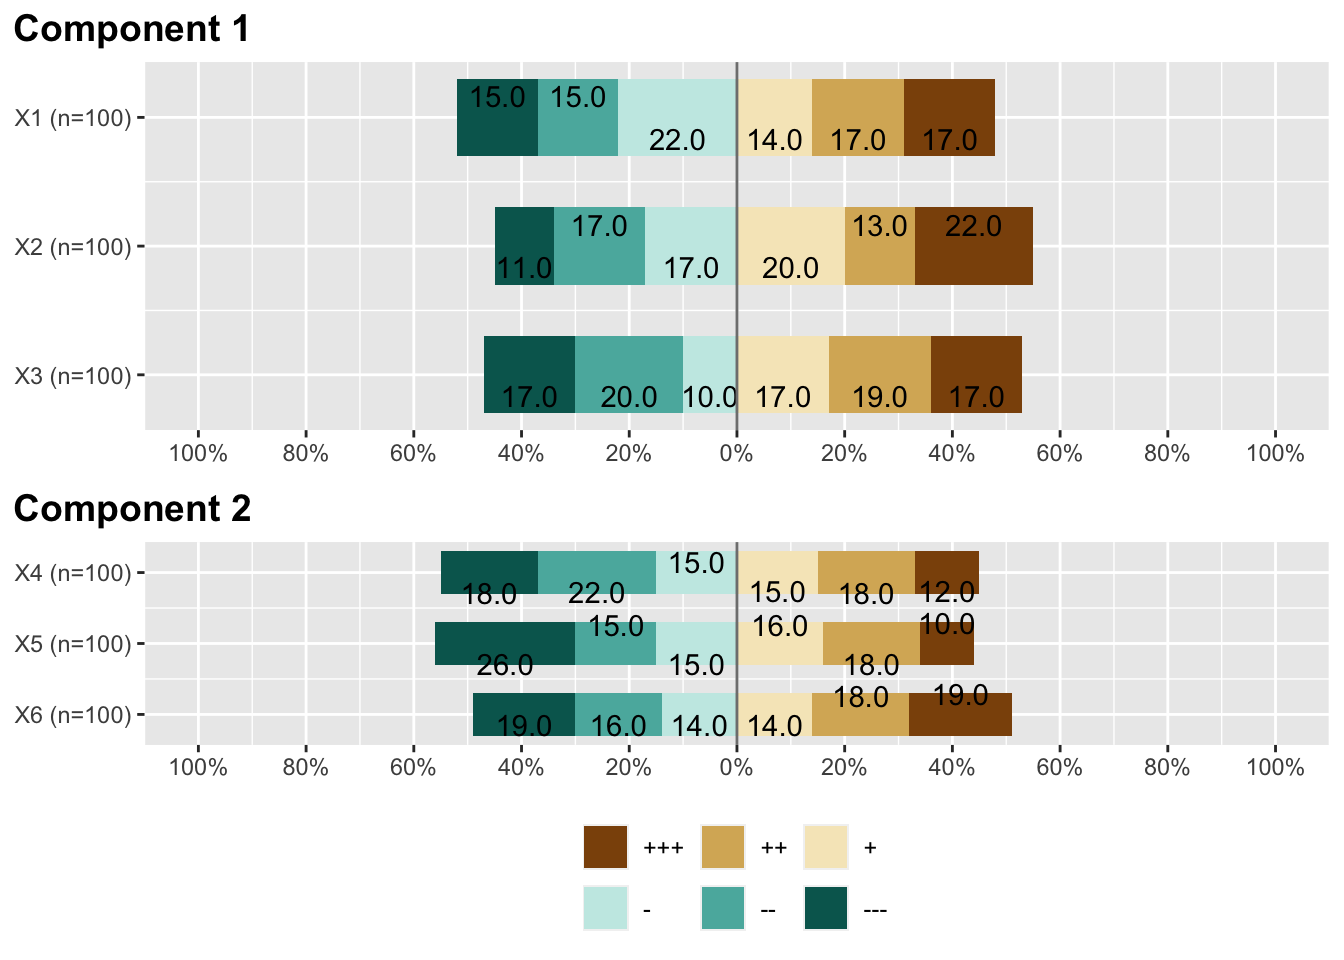 Component 1
X1 (n=100) 15.0 15.0 22.0 14.0 17.0 17.0
X2 (n=100) 11.0 17.0 17.0 20.0 13.0 22.0
X3 (n=100) 17.0 20.0 10.0 17.0 19.0 17.0
100% 80% 60% 40% 20% 0% 20% 40% 60% 80% 100%
Component 2
X4 (n=100) 18.0 22.0 15.0 15.0 18.0 12.0
X5 (n=100) 26.0 15.0 15.0 16.0 18.0 10.0
X6 (n=100) 19.0 16.0 14.0 14.0 18.0 19.0
100% 80% 60% 40% 20% 0% 20% 40% 60% 80% 100%
+++ ++ +
- -- ---